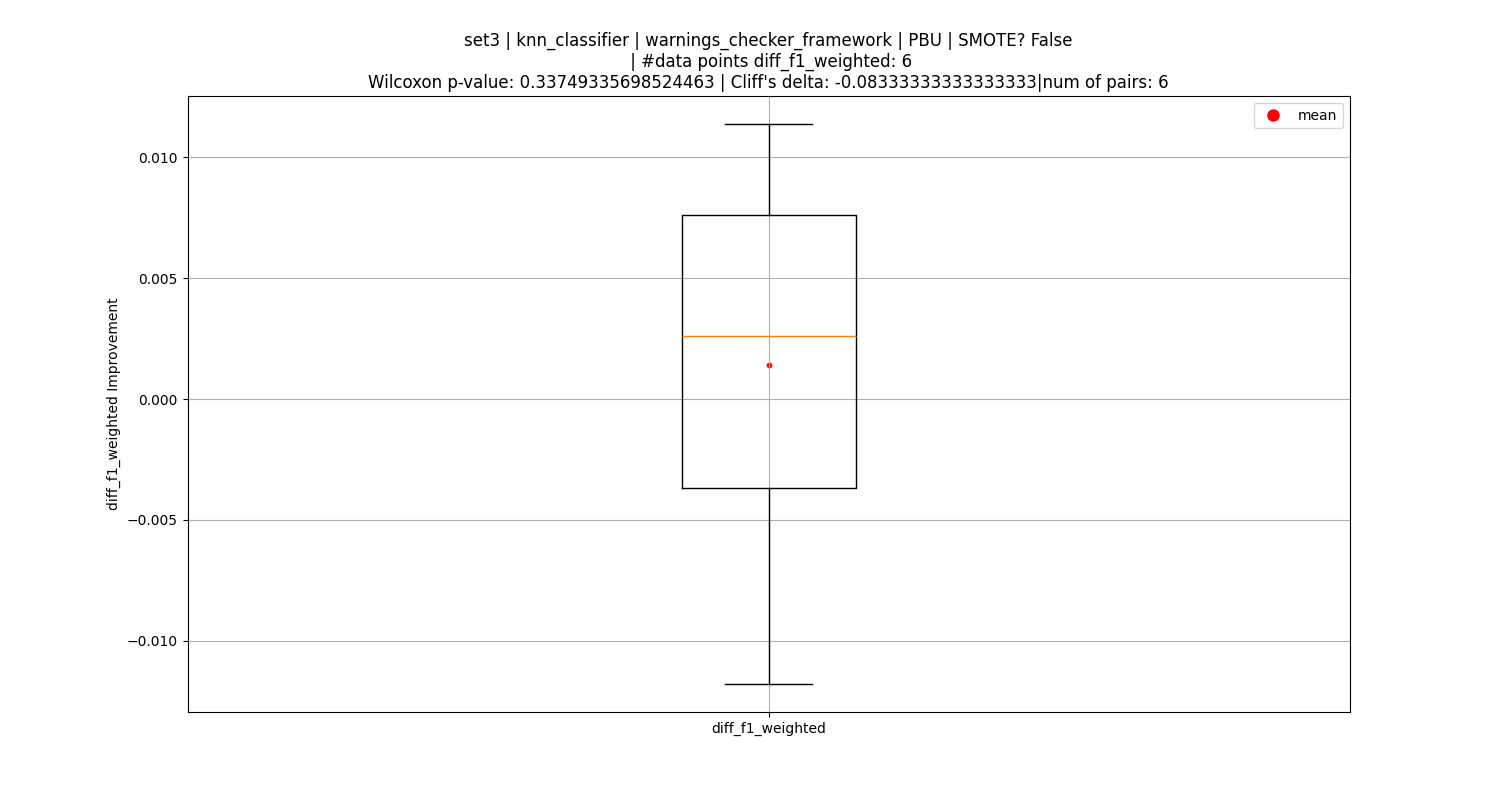 set3 | knn_classifier | warnings_checker_framework | PBU | SMOTE? False
| #data points diff_f1_weighted: 6
Wilcoxon p-value: 0.33749335698524463 | Cliff's delta: -0.08333333333333333|num of pairs: 6
mean
0.010
0.005
0.000
−0.005
−0.010
diff_f1_weighted Improvement
diff_f1_weighted